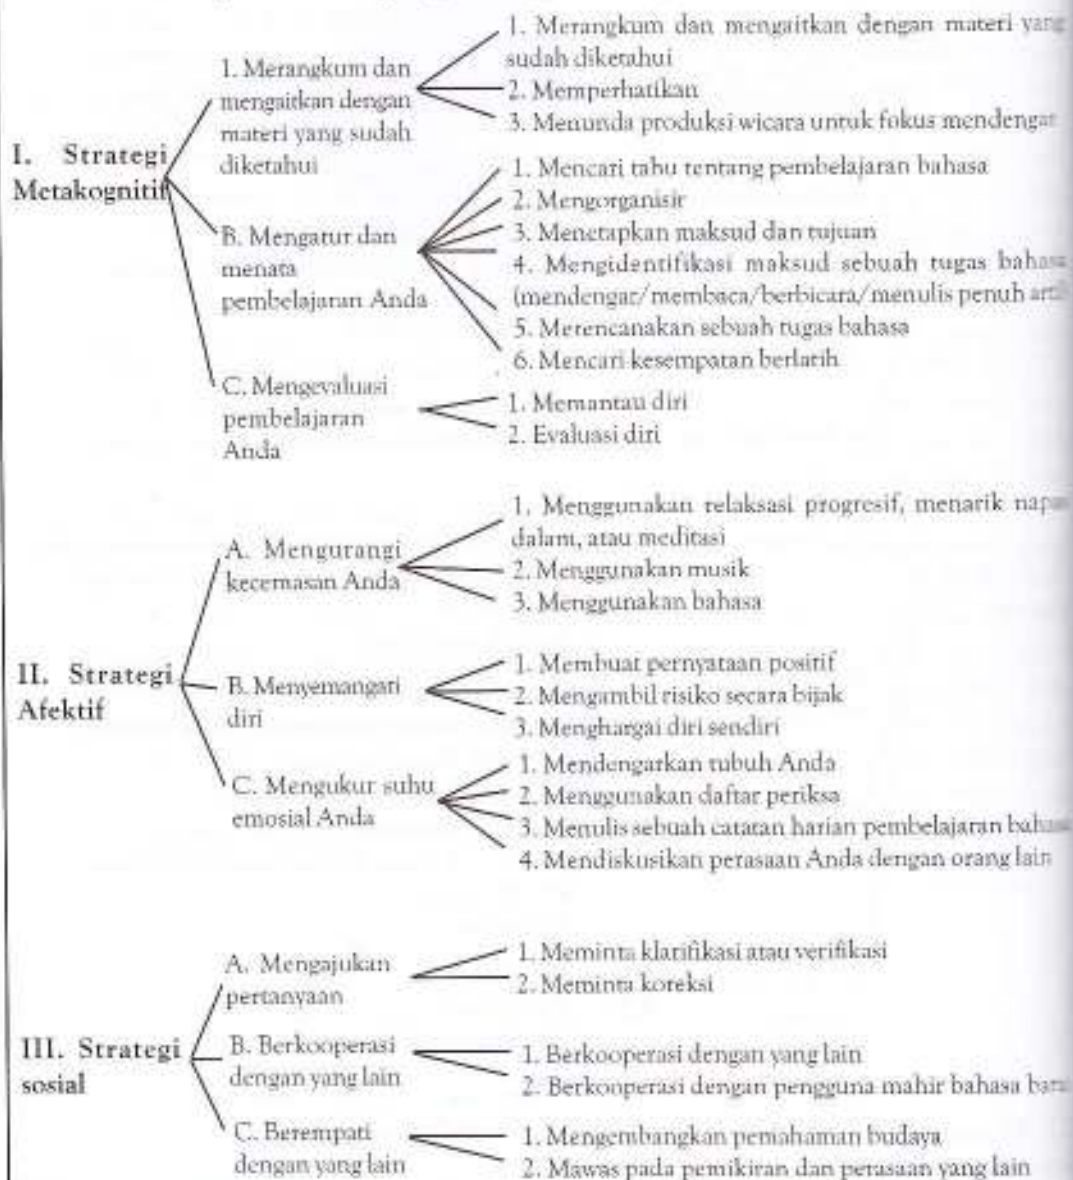 1. Merangkum dan mengaitkan dengan materi yang
sudah diketahui
2. Memperhatikan
3. Menunda produksi wicara untuk fokus mendengar
1. Merangkum dan
mengaitkan dengan
materi yang sudah
diketahui
I. Strategi
Metakognitif
1. Mencari tahu tentang pembelajaran bahasa
2. Mengorganisir
3. Menetapkan maksud dan tujuan
4. Mengidentifikasi maksud sebuah tugas bahasa
(mendengar/membaca/berbicara/menulis penuh
5. Merencanakan sebuah tugas bahasa
6. Mencari kesempatan berlatih
B. Mengatur dan
menata
pembelajaran Anda
C. Mengevaluasi
pembelajaran
Anda
1. Memantau diri
2. Evaluasi diri
1. Menggunakan relaksasi progresif, menarik
dalam, atau meditasi
2. Menggunakan musik
3. Menggunakan bahasa
A. Mengurangi
kecemasan Anda
II. Strategi
Afektif
B. Menyemangati
diri
1. Membuat pernyataan positif
2. Mengambil risiko secara bijak
3. Menghargai diri sendiri
C. Mengukur suhu
emosial Anda
1. Mendengarkan tubuh Anda
2. Menggunakan daftar periksa
3. Menulis sebuah catatan harian pembelajaran bahasa
4. Mendiskusikan perasaan Anda dengan orang lain
A. Mengajukan
pertanyaan
1. Meminta klarifikasi atau verifikasi
2. Meminta koreksi
III. Strategi
sosial
B. Berkooperasi
dengan yang lain
1. Berkooperasi dengan yang lain
2. Berkooperasi dengan pengguna mahir bahasa
C. Berempati
dengan yang lain
1. Mengembangkan pemahaman budaya
2. Mawas pada pemikiran dan perasaan yang lain